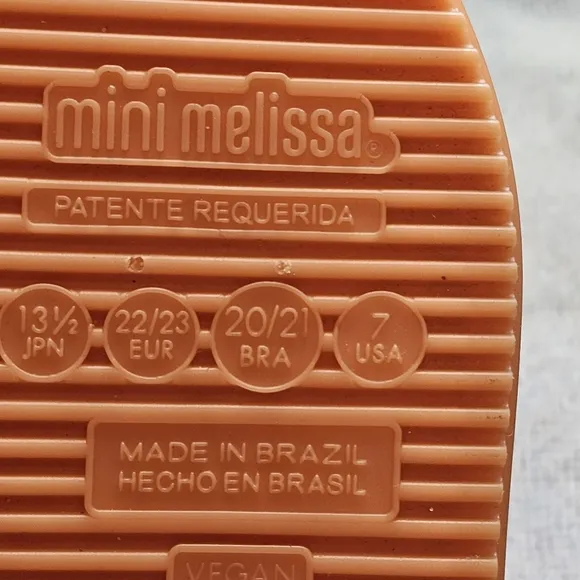 mini melissa®
PATENTE REQUERIDA
13½ 22/23 20/21 7
JPN EUR BRA USA
MADE IN BRAZIL
HECHO EN BRASIL
VEGAN